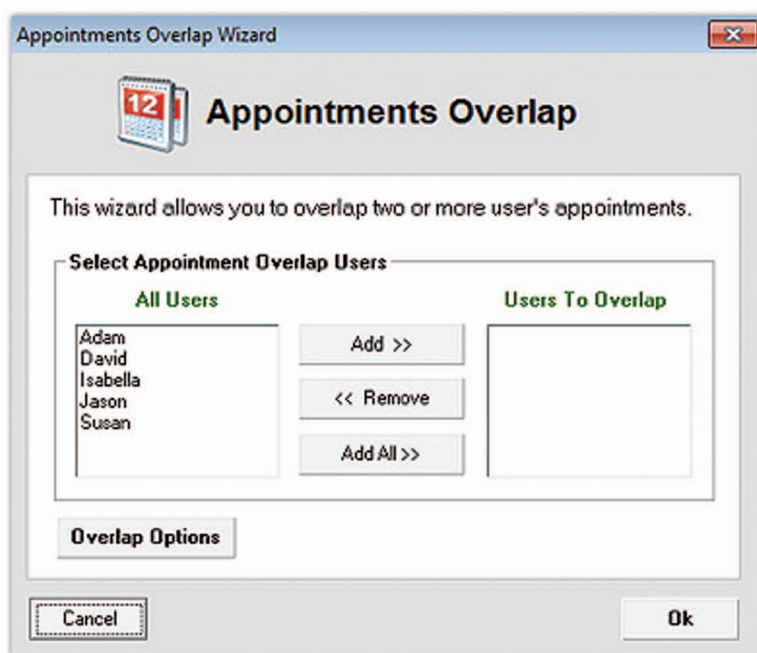 Appointments Overlap Wizard
12
Appointments Overlap
This wizard allows you to overlap two or more user's appointments.
Select Appointment Overlap Users
All Users
Users To Overlap
Adam
David
Isabella
Jason
Susan
Add >>
<< Remove
Add All >>
Overlap Options
Cancel
Ok